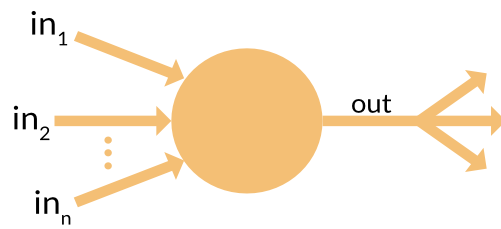 in₁
out
in₂
inₙ